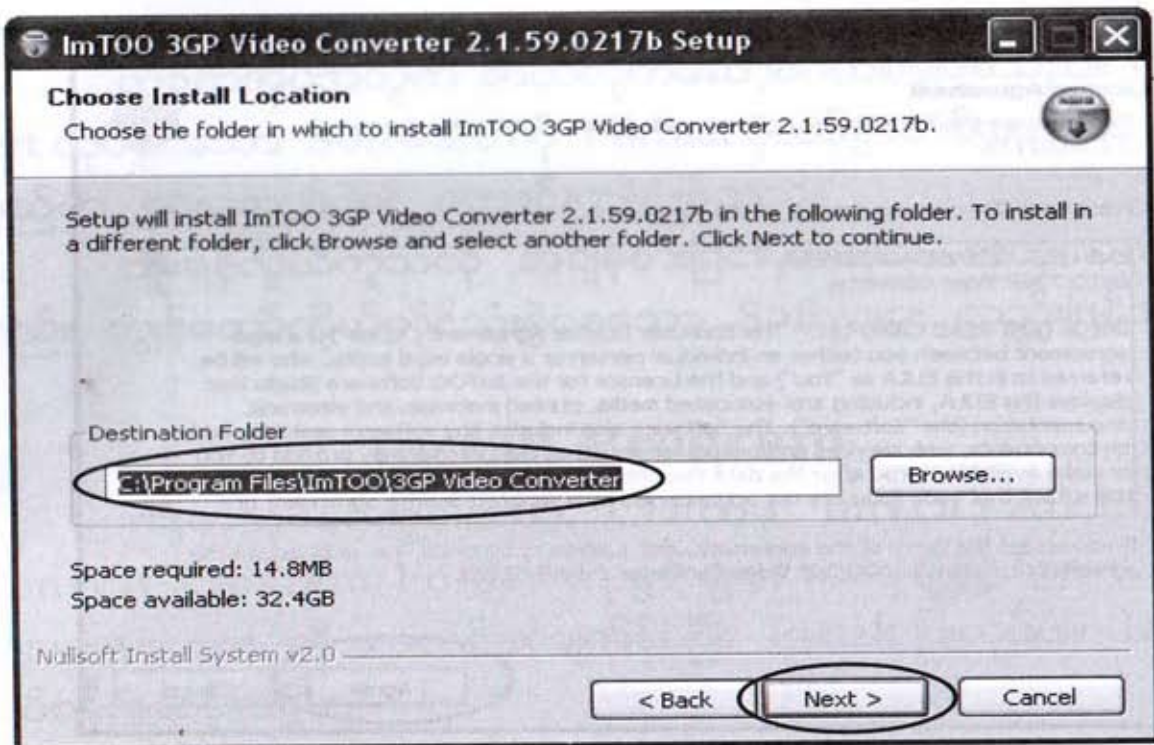 ImTOO 3GP Video Converter 2.1.59.0217b Setup
Choose Install Location
Choose the folder in which to install ImTOO 3GP Video Converter 2.1.59.0217b.
Setup will install ImTOO 3GP Video Converter 2.1.59.0217b in the following folder. To install in
a different folder, click Browse and select another folder. Click Next to continue.
Destination Folder
C:\Program Files\ImTOO\3GP Video Converter
Browse...
Space required: 14.8MB
Space available: 32.4GB
Nullsoft Install System v2.0
< Back
Next >
Cancel